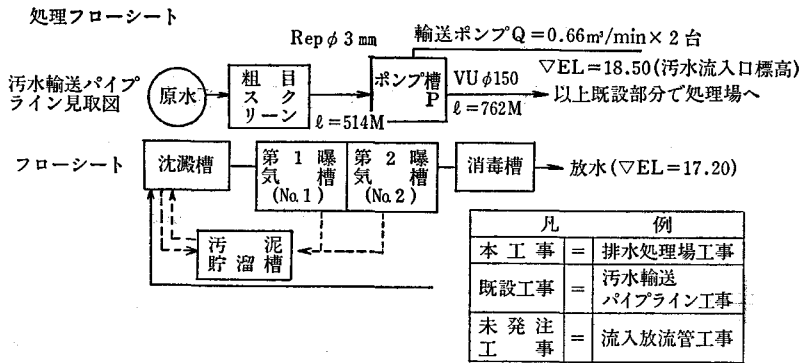 処理フローシート
Rep φ 3 ㎜
輸送ポンプQ=0.66㎥/min×2台
汚水輸送パイプ
ライン見取図
原水
粗目
スク
リーン
ℓ=514M
ポンプ槽
P
VU φ150
ℓ=762M
▽EL=18.50(汚水流入口標高)
以上既設部分で処理場へ
フローシート
沈澱槽
第1曝
気槽
(No.1)
第2曝
気槽
(No.2)
消毒槽
放水(▽EL=17.20)
汚泥
貯溜槽
凡例
本工事 = 排水処理場工事
既設工事 = 汚水輸送
パイプライン工事
未発注
工事 = 流入放流管工事